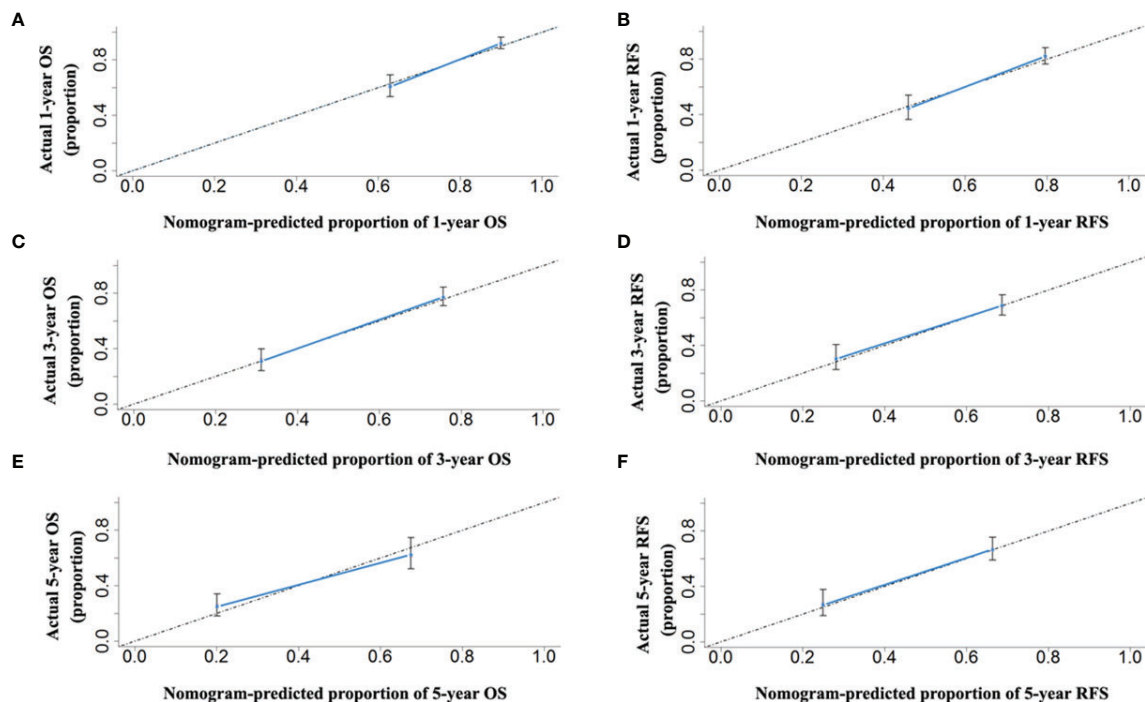 A
Actual 1-year OS
(proportion)
0.0 0.4 0.8
0.0 0.2 0.4 0.6 0.8 1.0
Nomogram-predicted proportion of 1-year OS
B
Actual 1-year RFS
(proportion)
0.0 0.4 0.8
0.0 0.2 0.4 0.6 0.8 1.0
Nomogram-predicted proportion of 1-year RFS
C
Actual 3-year OS
(proportion)
0.0 0.4 0.8
0.0 0.2 0.4 0.6 0.8 1.0
Nomogram-predicted proportion of 3-year OS
D
Actual 3-year RFS
(proportion)
0.0 0.4 0.8
0.0 0.2 0.4 0.6 0.8 1.0
Nomogram-predicted proportion of 3-year RFS
E
Actual 5-year OS
(proportion)
0.0 0.4 0.8
0.0 0.2 0.4 0.6 0.8 1.0
Nomogram-predicted proportion of 5-year OS
F
Actual 5-year RFS
(proportion)
0.0 0.4 0.8
0.0 0.2 0.4 0.6 0.8 1.0
Nomogram-predicted proportion of 5-year RFS